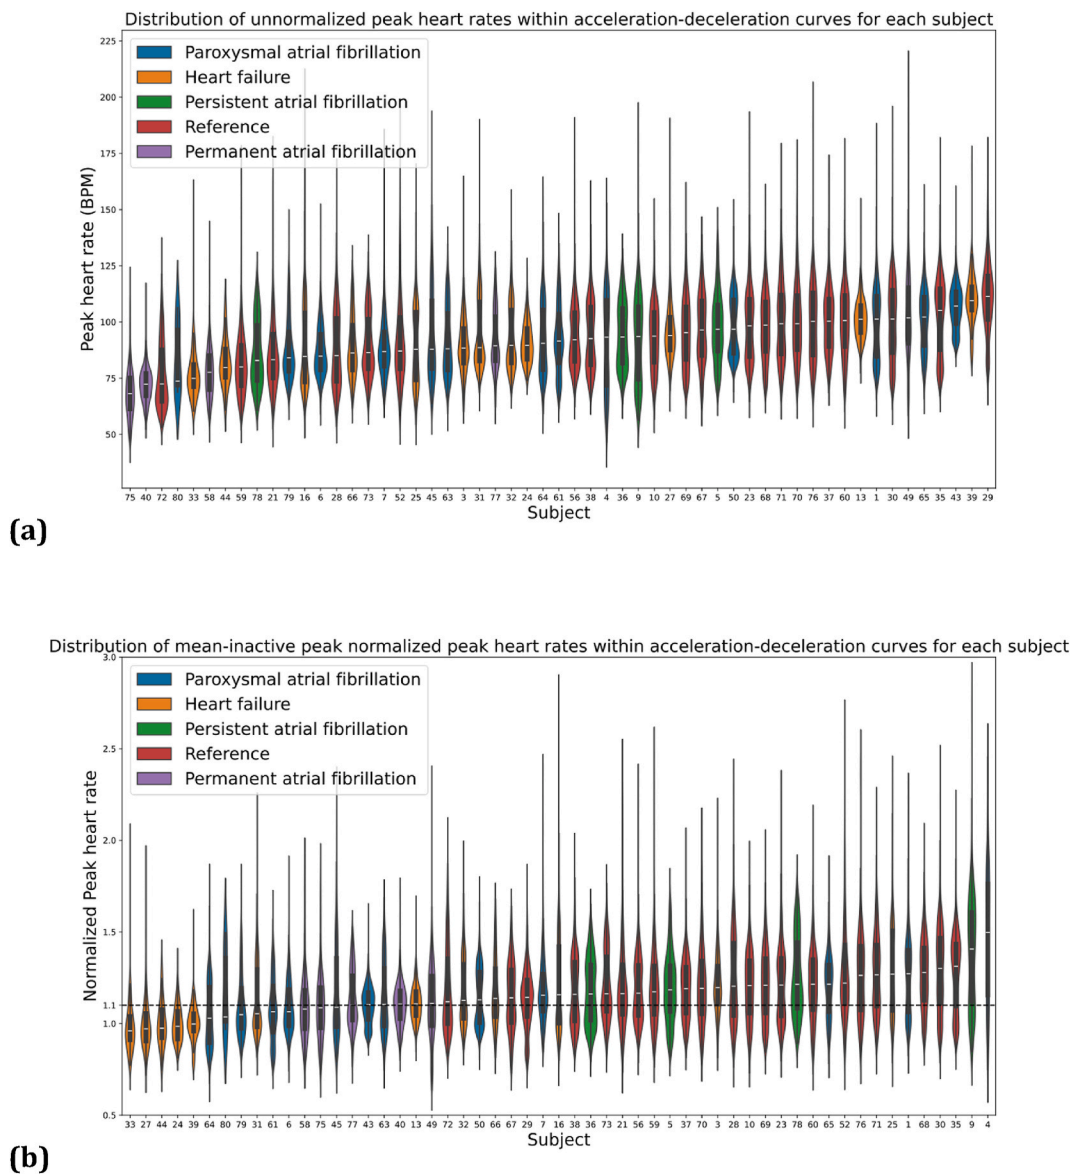 Distribution of unnormalized peak heart rates within acceleration-deceleration curves for each subject
225
200
175
150
125
100
75
50
Peak heart rate (BPM)
Paroxysmal atrial fibrillation
Heart failure
Persistent atrial fibrillation
Reference
Permanent atrial fibrillation
75 40 72 80 33 58 44 59 78 21 79 16 6 28 66 73 7 52 25 45 63 3 31 77 32 24 64 61 56 38 4 36 9 10 27 69 67 5 50 23 68 71 70 76 37 60 13 1 30 49 65 35 43 39 29
Subject
(a)
Distribution of mean-inactive peak normalized peak heart rates within acceleration-deceleration curves for each subject
3.0
2.5
2.0
1.5
1.1
1.0
0.5
Normalized Peak heart rate
Paroxysmal atrial fibrillation
Heart failure
Persistent atrial fibrillation
Reference
Permanent atrial fibrillation
33 27 44 24 39 64 80 79 31 61 6 58 75 45 77 43 63 40 13 49 72 32 50 66 67 29 7 16 38 36 73 21 56 59 5 37 70 3 28 10 69 23 78 60 65 52 76 71 25 1 68 30 35 9 4
Subject
(b)